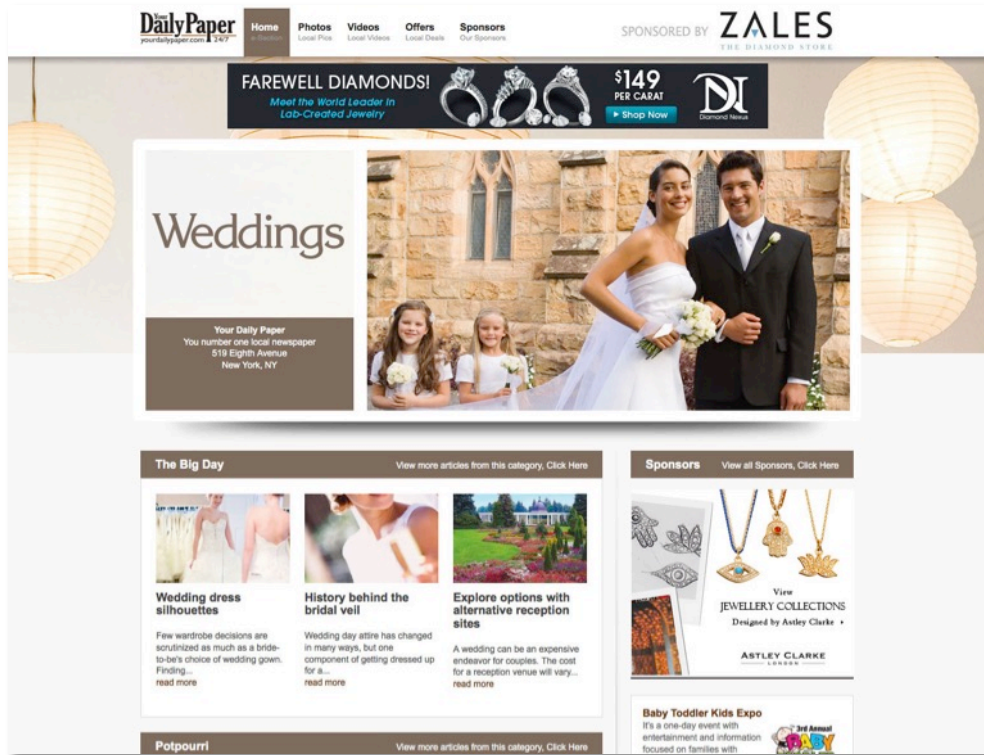 Your
Daily Paper
yourdailypaper.com 24/7
Home
e-Section
Photos
Local Pics
Videos
Local Videos
Offers
Local Deals
Sponsors
Our Sponsors
SPONSORED BY ZALES
THE DIAMOND STORE
FAREWELL DIAMONDS!
Meet the World Leader in
Lab-Created Jewelry
$149
PER CARAT
Shop Now
DN
Diamond Nexus
Weddings
Your Daily Paper
You number one local newspaper
519 Eighth Avenue
New York, NY
The Big Day
View more articles from this category, Click Here
Wedding dress
silhouettes
Few wardrobe decisions are
scrutinized as much as a bride-
to-be's choice of wedding gown.
Finding...
read more
History behind the
bridal veil
Wedding day attire has changed
in many ways, but one
component of getting dressed up
for a...
read more
Explore options with
alternative reception
sites
A wedding can be an expensive
endeavor for couples. The cost
for a reception venue will vary...
read more
Sponsors
View all Sponsors, Click Here
View
JEWELLERY COLLECTIONS
Designed by Astley Clarke
ASTLEY CLARKE
LONDON
Baby Toddler Kids Expo
It's a one-day event with
entertainment and information
focused on families with
3rd Annual
BABY
Potpourri
View more articles from this category, Click Here